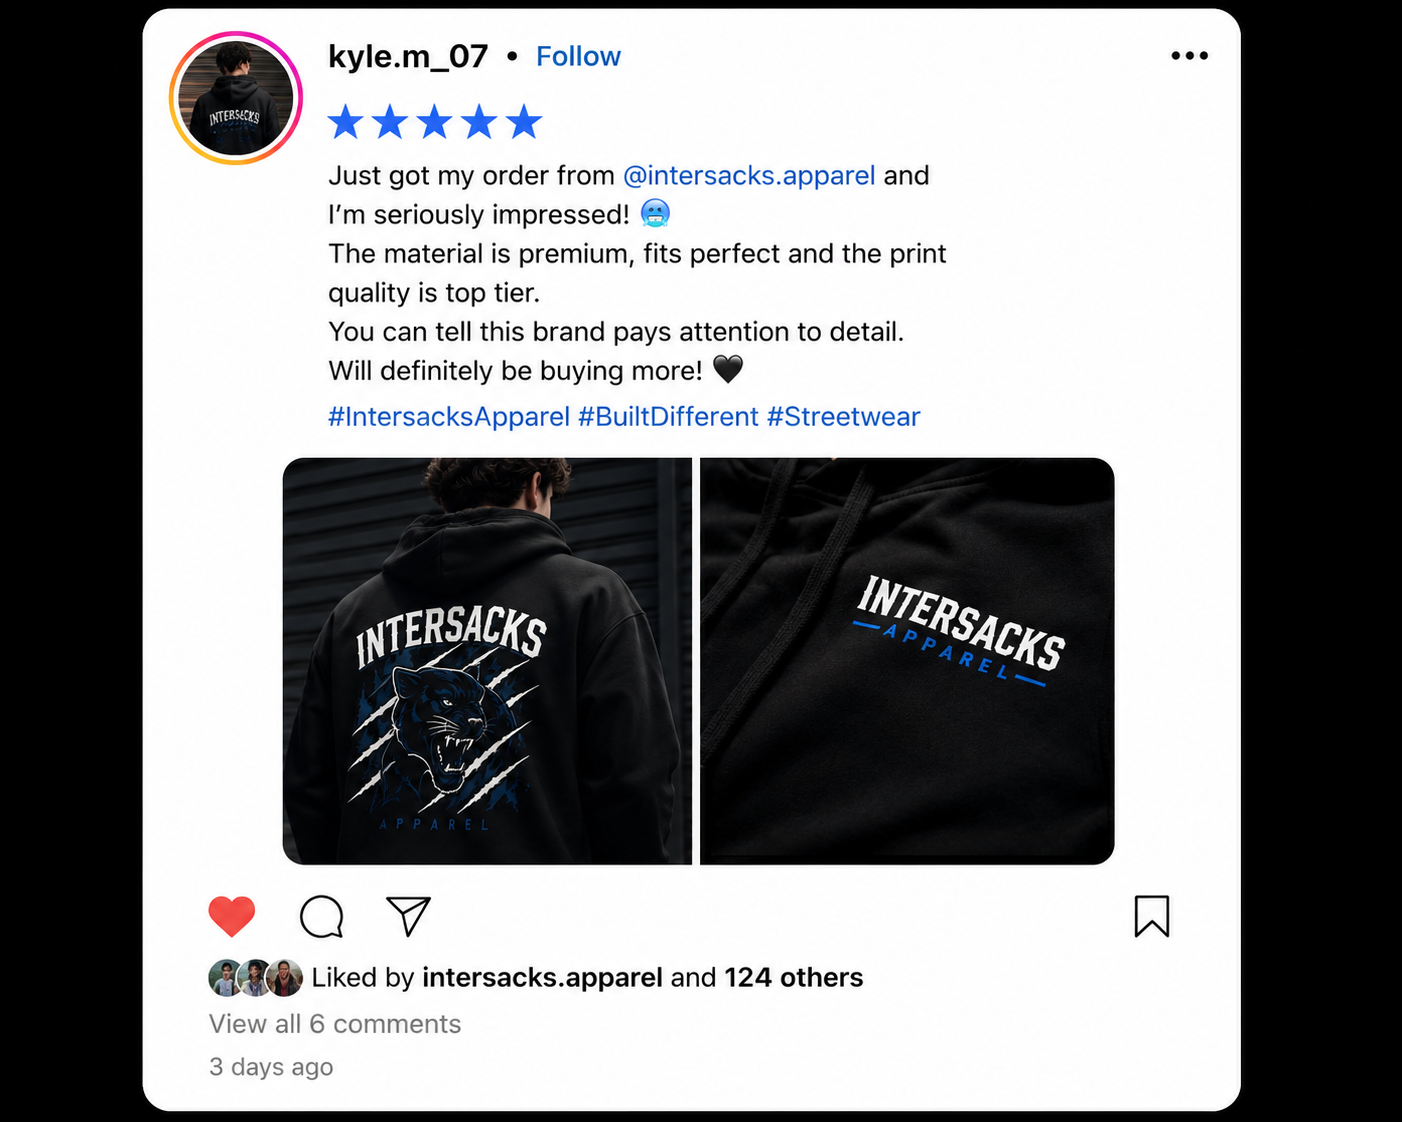 kyle.m_07 • Follow
INTERSACKS
Just got my order from @intersacks.apparel and
I'm seriously impressed! 🥶
The material is premium, fits perfect and the print
quality is top tier.
You can tell this brand pays attention to detail.
Will definitely be buying more! 🖤
#IntersacksApparel #BuiltDifferent #Streetwear
INTERSACKS
APPAREL
INTERSACKS
APPAREL
Liked by intersacks.apparel and 124 others
View all 6 comments
3 days ago